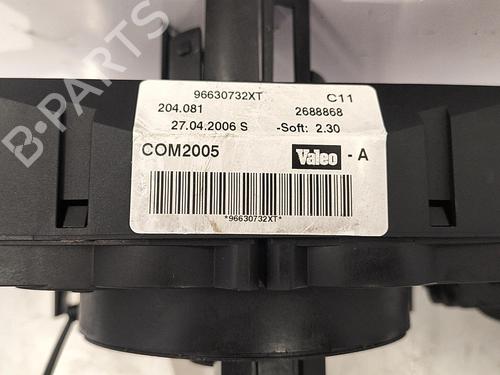 B-PARTS
96630732XT C11
204.081 2688868
27.04.2006 S -Soft: 2.30
COM2005 Valeo - A
*96630732XT*